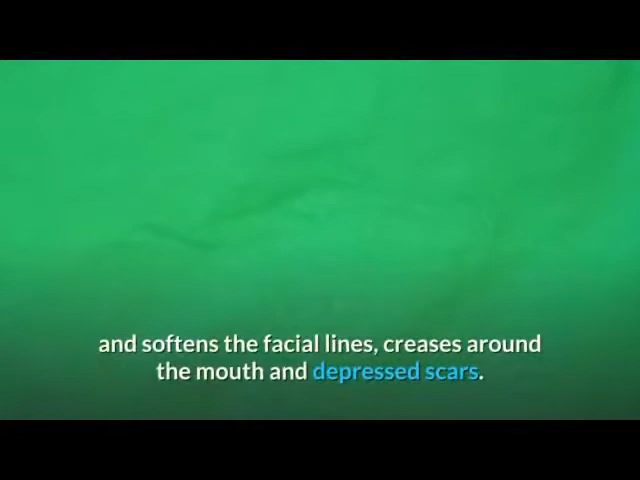 and softens the facial lines, creases around
the mouth and depressed scars.